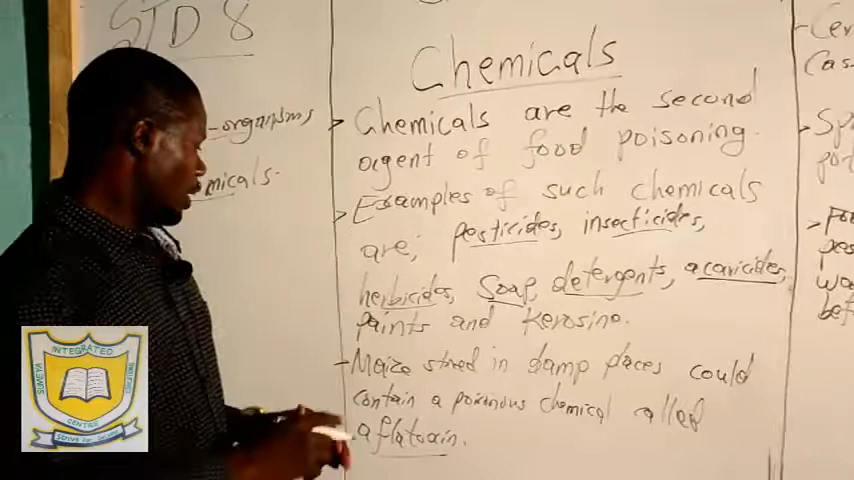 STD 8
-organisms
micals.
Chemicals
> Chemicals are the second
agent of food poisoning.
> Examples of such chemicals
are; pesticides, insecticides,
herbicides, soap, detergents, acaricides,
paints and kerosine.
- Maize stored in damp places could
contain a poisonous chemical called
aflatoxin.
INTEGRATED
SUMEYA
CENTRE